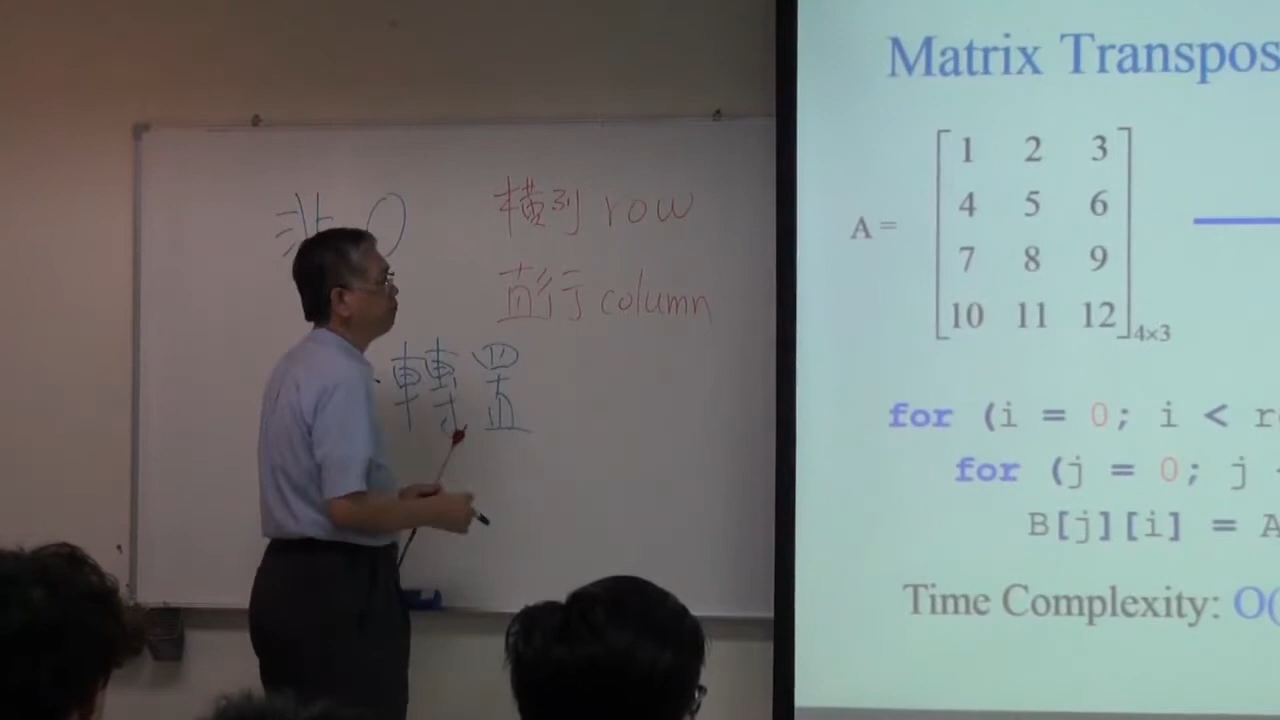 非0
橫列 row
直行 column
轉置
Matrix Transpos
A =
1 2 3
4 5 6
7 8 9
10 11 12
4×3
for (i = 0; i < r
for (j = 0; j
B[j][i] = A
Time Complexity: O(